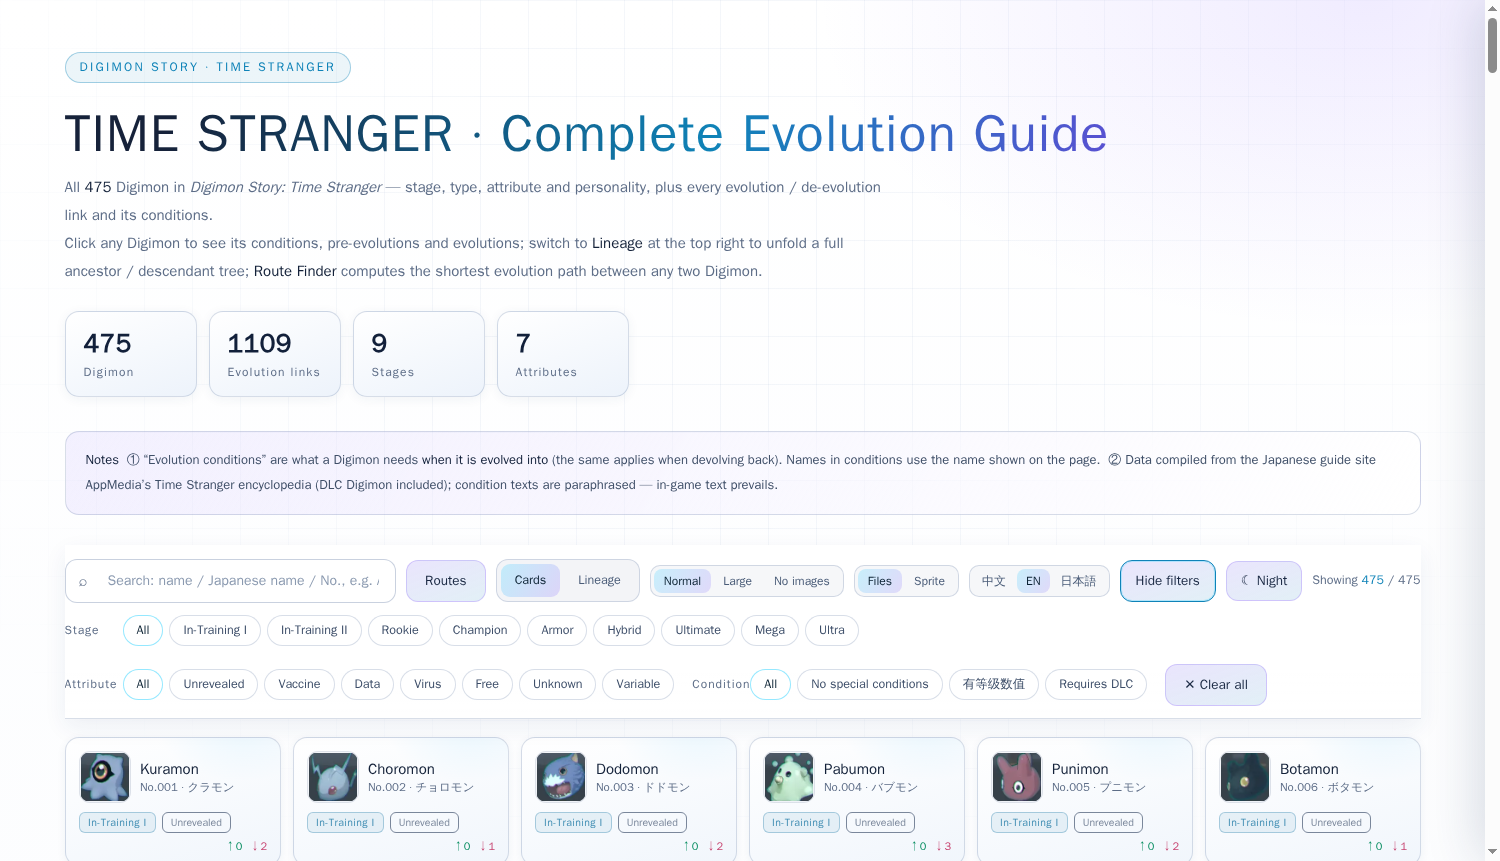 DIGIMON STORY · TIME STRANGER
TIME STRANGER · Complete Evolution Guide
All 475 Digimon in Digimon Story: Time Stranger — stage, type, attribute and personality, plus every evolution / de-evolution
link and its conditions.
Click any Digimon to see its conditions, pre-evolutions and evolutions; switch to Lineage at the top right to unfold a full
ancestor / descendant tree; Route Finder computes the shortest evolution path between any two Digimon.
475 1109 9 7
Digimon Evolution links Stages Attributes
Notes ① “Evolution conditions” are what a Digimon needs when it is evolved into (the same applies when devolving back). Names in conditions use the name shown on the page. ② Data compiled from the Japanese guide site
AppMedia's Time Stranger encyclopedia (DLC Digimon included); condition texts are paraphrased — in-game text prevails.
⌕ Search: name / Japanese name / No., e.g. Routes Cards Lineage Normal Large No images Files Sprite 中文 EN 日本語 Hide filters ☾ Night Showing 475 / 475
Stage All In-Training I In-Training II Rookie Champion Armor Hybrid Ultimate Mega Ultra
Attribute All Unrevealed Vaccine Data Virus Free Unknown Variable Condition All No special conditions 有等级数值 Requires DLC ✕ Clear all
Kuramon Choromon Dodomon Pabumon Punimon Botamon
No.001 · クラモン No.002 · チョロモン No.003 · ドドモン No.004 · バブモン No.005 · プニモン No.006 · ボタモン
In-Training I Unrevealed In-Training I Unrevealed In-Training I Unrevealed In-Training I Unrevealed In-Training I Unrevealed In-Training I Unrevealed
↑0 ↓2 ↑0 ↓1 ↑0 ↓2 ↑0 ↓3 ↑0 ↓2 ↑0 ↓1